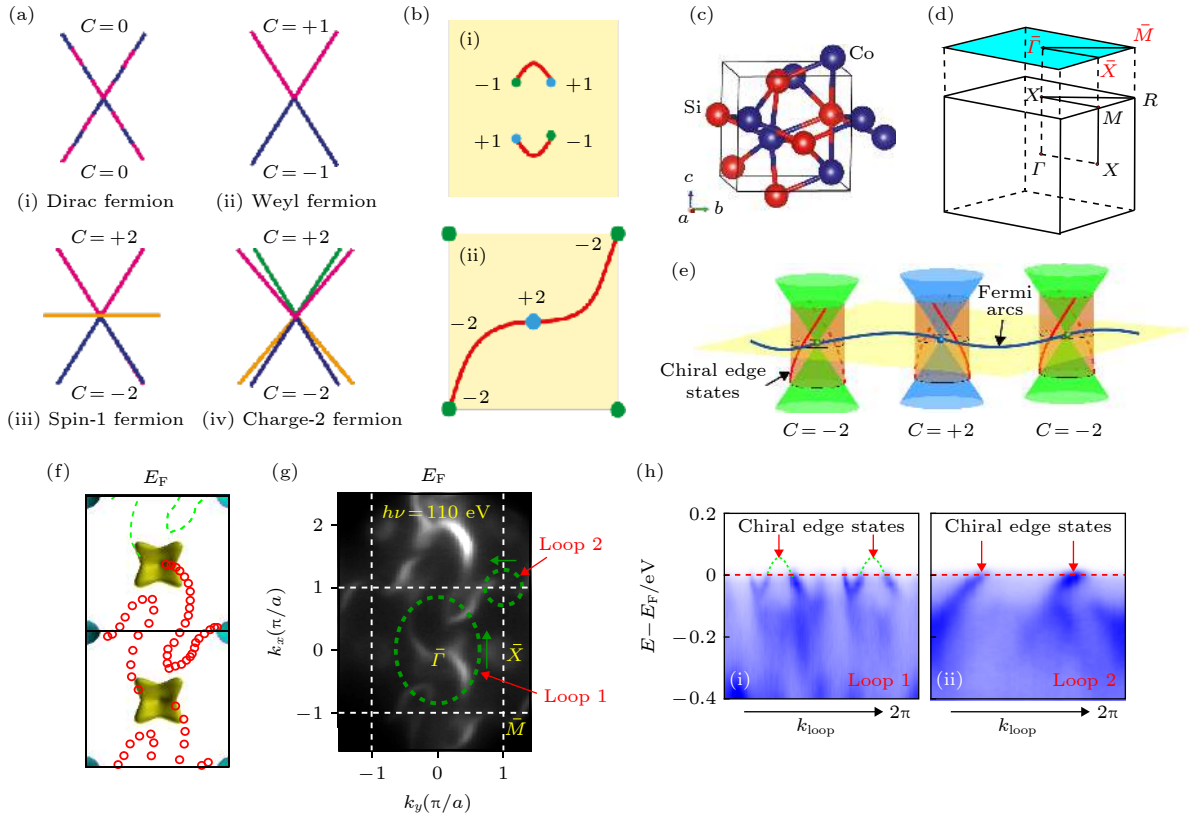 (a)
C=0
C=+1
C=0
C=−1
(i) Dirac fermion
(ii) Weyl fermion
C=+2
C=+2
C=−2
C=−2
(iii) Spin-1 fermion
(iv) Charge-2 fermion
(b)
(i)
−1
+1
+1
−1
(ii)
−2
+2
−2
−2
(c)
Co
Si
c
a
b
(d)
Γ̄
M̄
X̄
X
R
M
Γ
X
(e)
Fermi
arcs
Chiral edge
states
C=−2
C=+2
C=−2
(f)
E_F
(g)
E_F
hν=110 eV
Loop 2
Γ̄
X̄
Loop 1
M̄
2
1
0
−1
k_x(π/a)
−1
0
1
k_y(π/a)
(h)
0.2
0
−0.2
−0.4
E−E_F/eV
Chiral edge states
(i)
Loop 1
k_loop
2π
Chiral edge states
(ii)
Loop 2
k_loop
2π